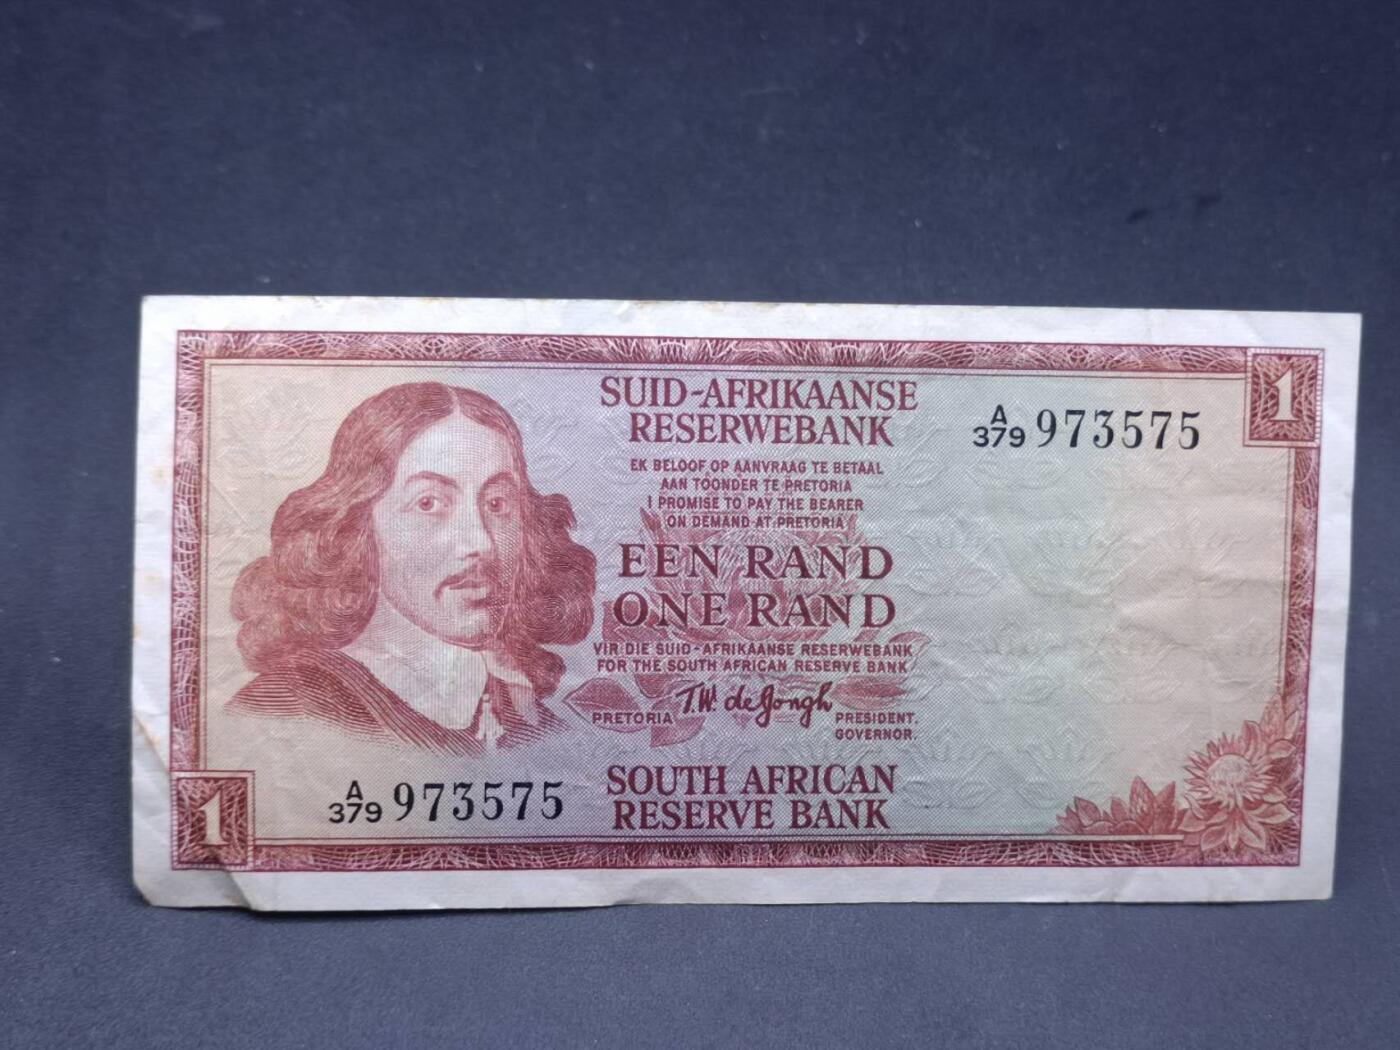 SUID-AFRIKAANSE
RESERWEBANK
1
A/379 973575
EK BELOOF OP AANVRAAG TE BETAAL
AAN TOONDER TE PRETORIA
I PROMISE TO PAY THE BEARER
ON DEMAND AT PRETORIA
EEN RAND
ONE RAND
VIR DIE SUID-AFRIKAANSE RESERWEBANK
FOR THE SOUTH AFRICAN RESERVE BANK
T.W. de Jongh
PRETORIA PRESIDENT.
GOVERNOR.
1
A/379 973575
SOUTH AFRICAN
RESERVE BANK